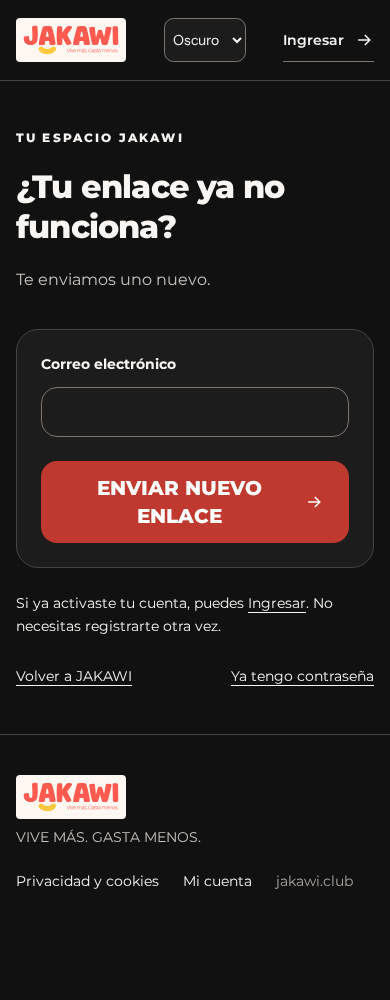 JAKAWI
Vive más. Gasta menos.
Oscuro
Ingresar
TU ESPACIO JAKAWI
¿Tu enlace ya no
funciona?
Te enviamos uno nuevo.
Correo electrónico
ENVIAR NUEVO
ENLACE
Si ya activaste tu cuenta, puedes Ingresar. No
necesitas registrarte otra vez.
Volver a JAKAWI
Ya tengo contraseña
JAKAWI
Vive más. Gasta menos.
VIVE MÁS. GASTA MENOS.
Privacidad y cookies
Mi cuenta
jakawi.club